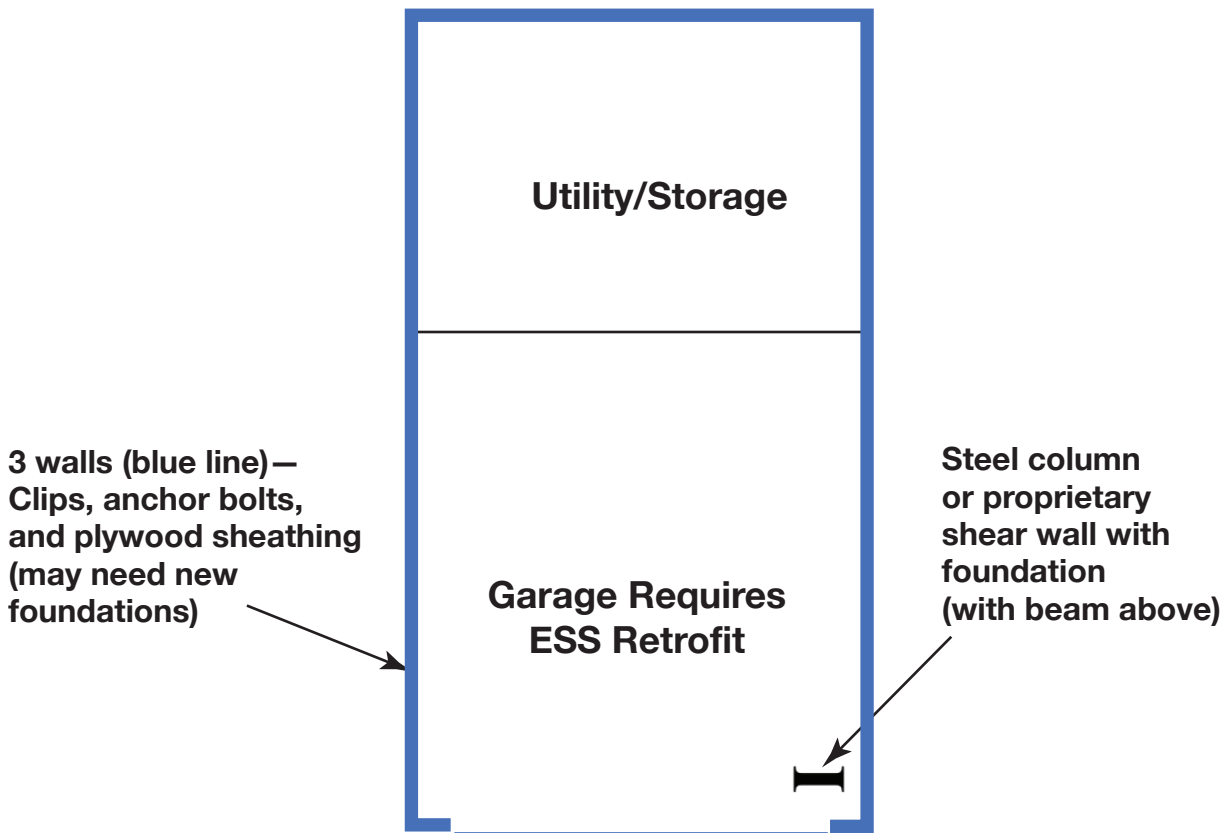 Utility/Storage
3 walls (blue line)—
Clips, anchor bolts,
and plywood sheathing
(may need new
foundations)
Garage Requires
ESS Retrofit
Steel column
or proprietary
shear wall with
foundation
(with beam above)